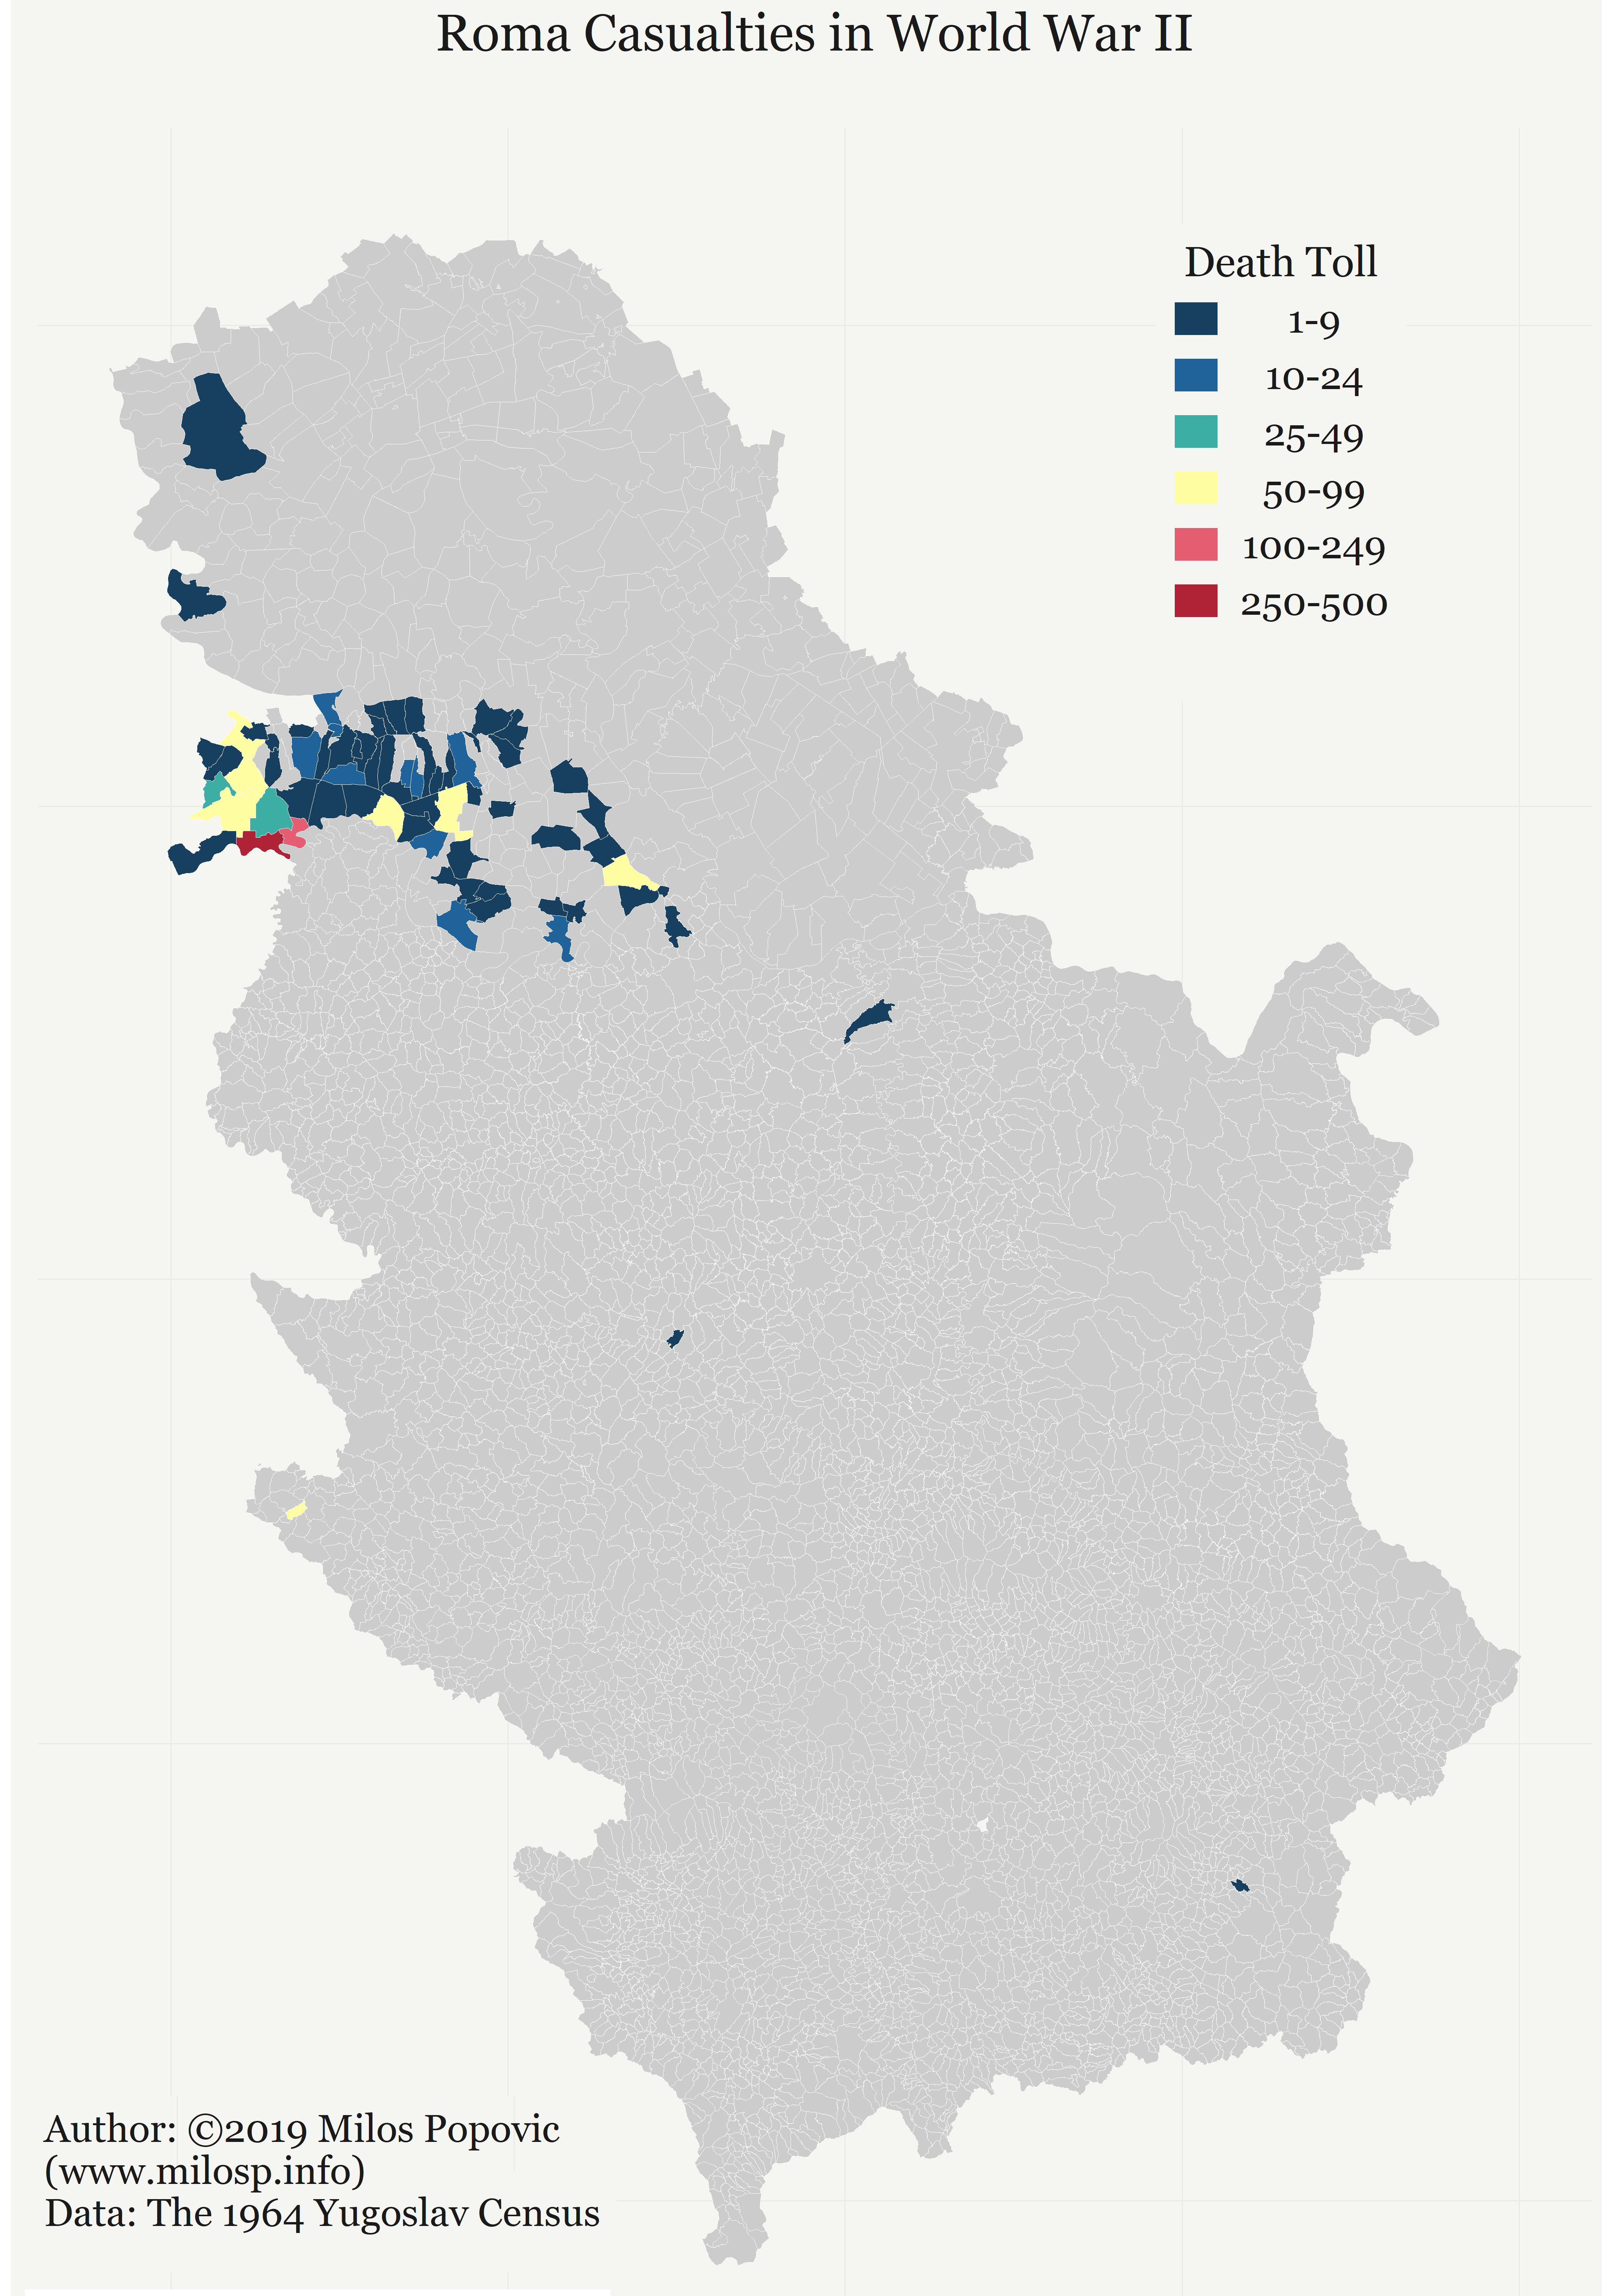 Roma Casualties in World War II
Death Toll
1-9
10-24
25-49
50-99
100-249
250-500
Author: ©2019 Milos Popovic
(www.milosp.info)
Data: The 1964 Yugoslav Census